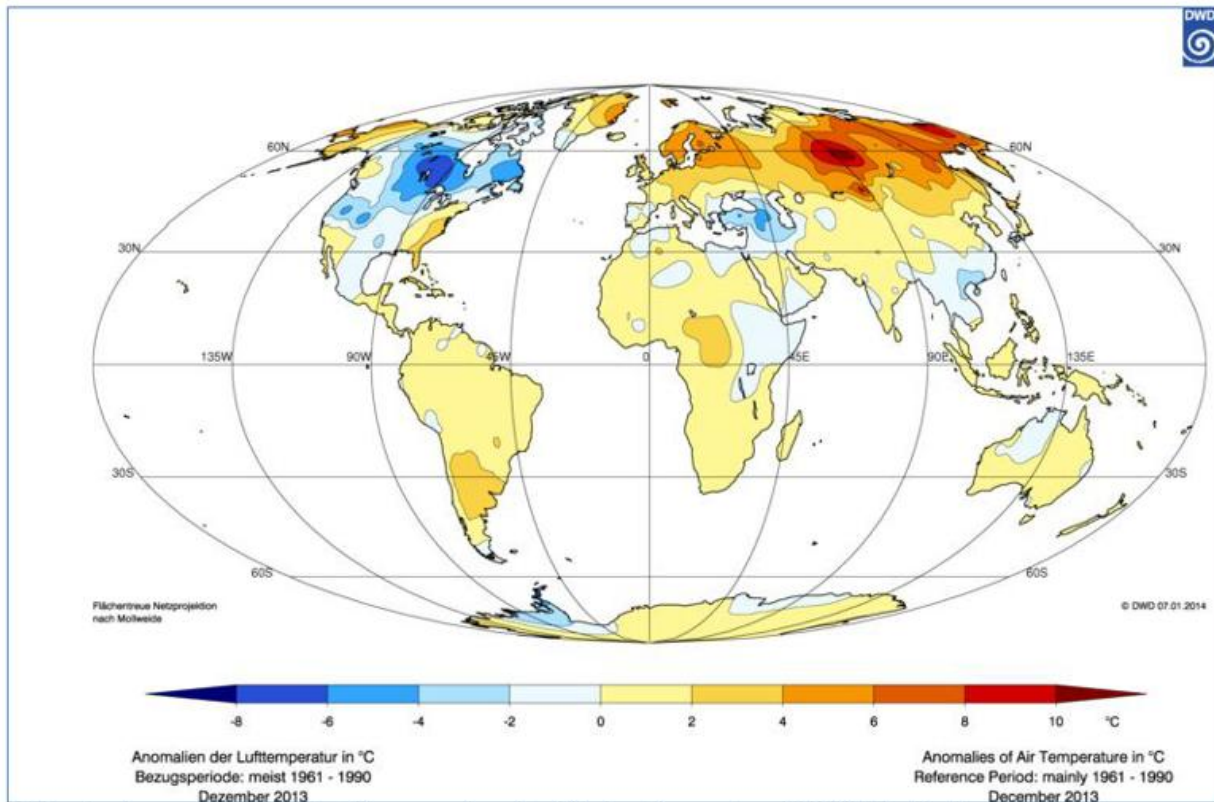 DWD
60N
30N
30N
135W
90W
45W
0
45E
90E
135E
30S
30S
60S
60S
Flächentreue Netzprojektion
nach Mollweide
© DWD 07.01.2014
-8
-6
-4
-2
0
2
4
6
8
10
°C
Anomalien der Lufttemperatur in °C
Bezugsperiode: meist 1961 - 1990
Dezember 2013
Anomalies of Air Temperature in °C
Reference Period: mainly 1961 - 1990
December 2013